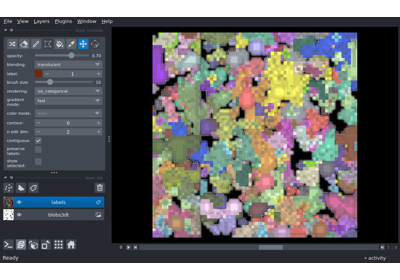 File View Layers Plugins Window Help
opacity: 0.70
blending: translucent
label: 1
brush size: 10
rendering: iso_categorical
gradient
mode: fast
color mode:
contour: 0
n edit dim: 2
contiguous:
preserve
labels:
show
selected:
labels
blobs3dt
0
Ready
activity